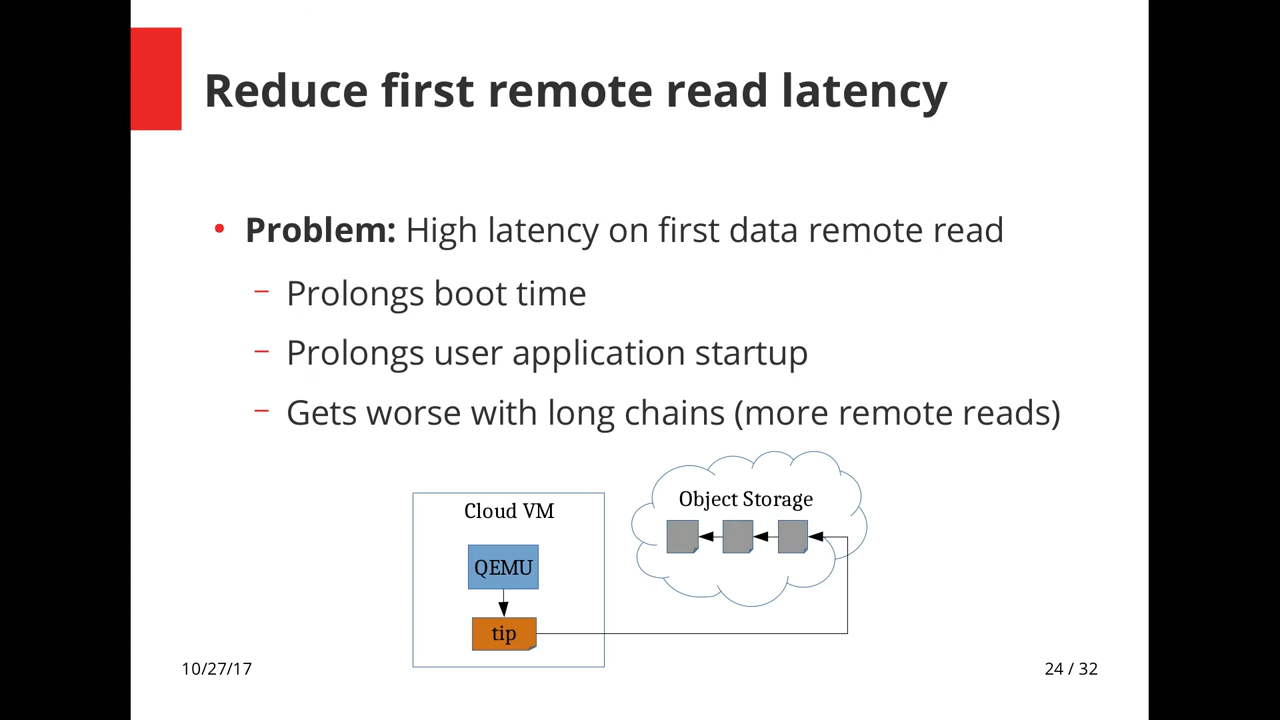 Reduce first remote read latency
• Problem: High latency on first data remote read
– Prolongs boot time
– Prolongs user application startup
– Gets worse with long chains (more remote reads)
Object Storage
Cloud VM
QEMU
tip
10/27/17
24 / 32